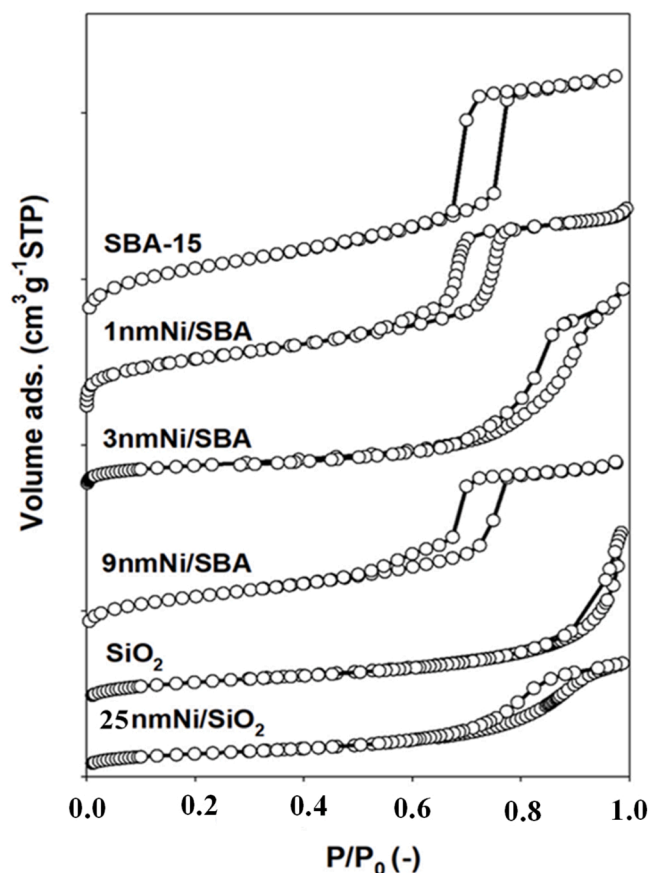 Volume ads. (cm³g⁻¹STP)
SBA-15
1nmNi/SBA
3nmNi/SBA
9nmNi/SBA
SiO₂
25nmNi/SiO₂
0.0 0.2 0.4 0.6 0.8 1.0
P/P₀ (-)